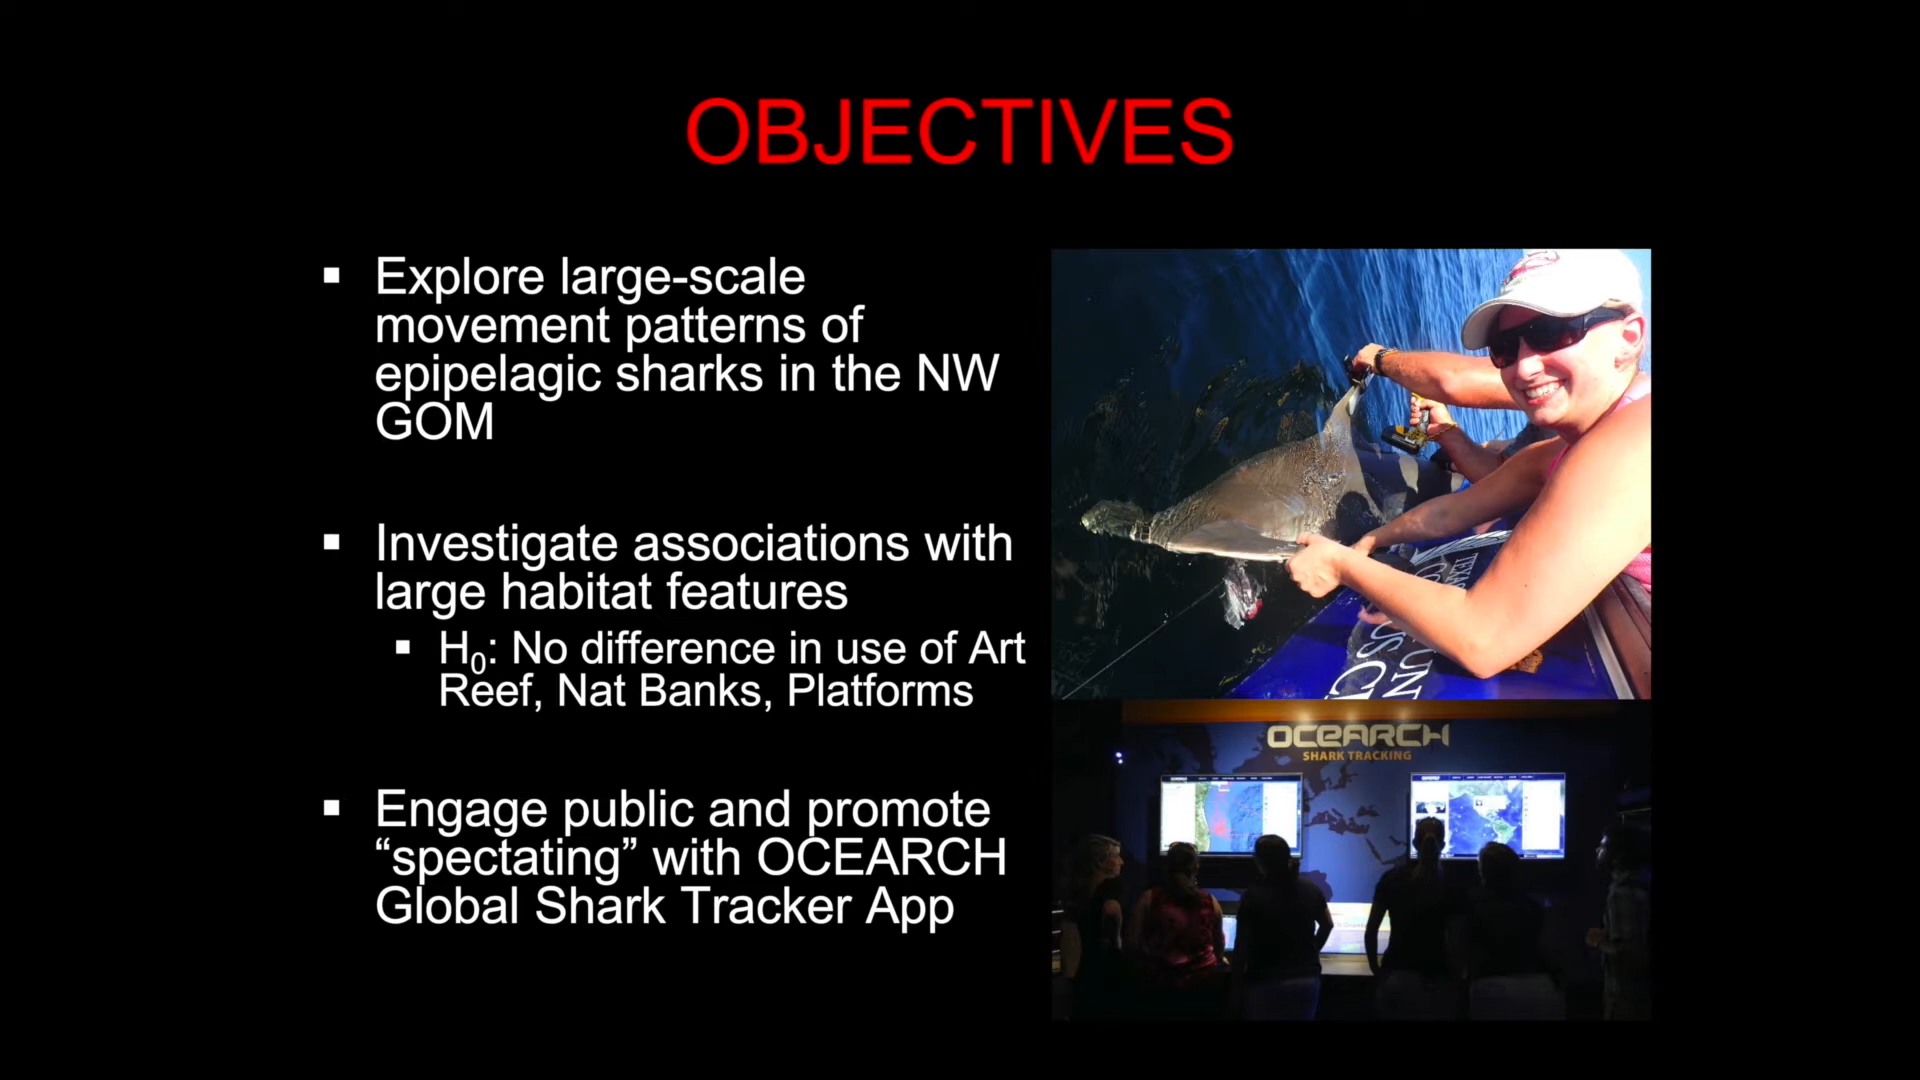 OBJECTIVES
▪ Explore large-scale
movement patterns of
epipelagic sharks in the NW
GOM
▪ Investigate associations with
large habitat features
▪ H₀: No difference in use of Art
Reef, Nat Banks, Platforms
▪ Engage public and promote
“spectating” with OCEARCH
Global Shark Tracker App
OCEARCH
SHARK TRACKING